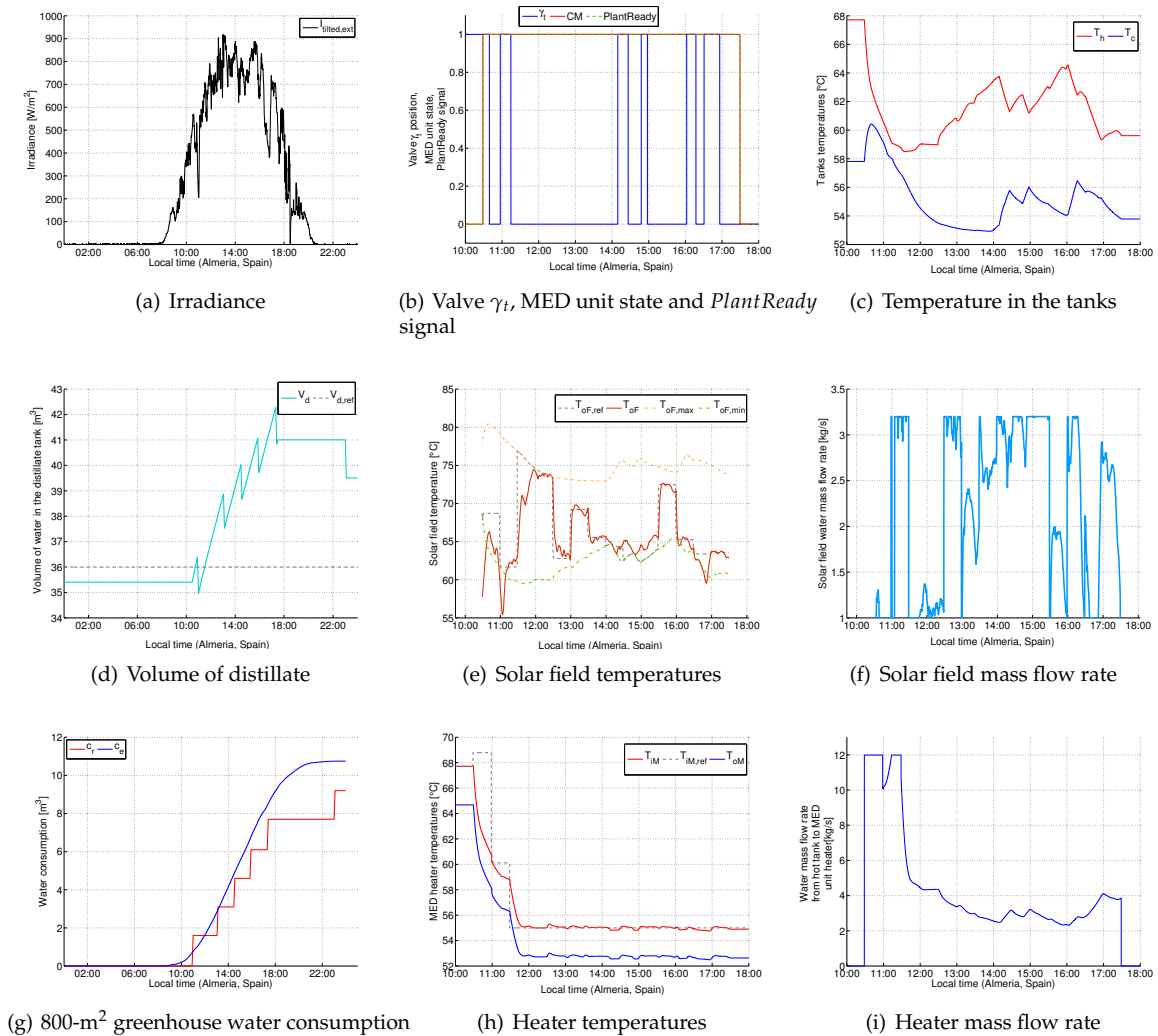 I_tilted,ext
1000
900
800
700
600
500
400
300
200
100
0
Irradiance [W/m²]
02:00 06:00 10:00 14:00 18:00 22:00
Local time (Almeria, Spain)
(a) Irradiance
γ_t CM PlantReady
1
0.8
0.6
0.4
0.2
0
Valve γ_t position,
MED unit state,
PlantReady signal
10:00 11:00 12:00 13:00 14:00 15:00 16:00 17:00 18:00
Local time (Almeria, Spain)
(b) Valve γ_t, MED unit state and PlantReady
signal
T_h T_c
68
66
64
62
60
58
56
54
52
Tanks temperatures [°C]
10:00 11:00 12:00 13:00 14:00 15:00 16:00 17:00 18:00
Local time (Almeria, Spain)
(c) Temperature in the tanks
V_d V_d,ref
43
42
41
40
39
38
37
36
35
34
Volume of water in the distillate tank [m³]
02:00 06:00 10:00 14:00 18:00 22:00
Local time (Almeria, Spain)
(d) Volume of distillate
T_oF,ref T_oF T_oF,max T_oF,min
85
80
75
70
65
60
55
Solar field temperature [°C]
10:00 11:00 12:00 13:00 14:00 15:00 16:00 17:00 18:00
Local time (Almeria, Spain)
(e) Solar field temperatures
3.5
3
2.5
2
1.5
1
Solar field water mass flow rate [kg/s]
10:00 11:00 12:00 13:00 14:00 15:00 16:00 17:00 18:00
Local time (Almeria, Spain)
(f) Solar field mass flow rate
c_r c_e
12
10
8
6
4
2
0
Water consumption [m³]
02:00 06:00 10:00 14:00 18:00 22:00
Local time (Almeria, Spain)
(g) 800-m² greenhouse water consumption
T_iM T_iM,ref T_oM
70
68
66
64
62
60
58
56
54
52
MED heater temperatures [°C]
10:00 11:00 12:00 13:00 14:00 15:00 16:00 17:00 18:00
Local time (Almeria, Spain)
(h) Heater temperatures
12
10
8
6
4
2
0
Water mass flow rate
from hot tank to MED
unit heater[kg/s]
10:00 11:00 12:00 13:00 14:00 15:00 16:00 17:00 18:00
Local time (Almeria, Spain)
(i) Heater mass flow rate